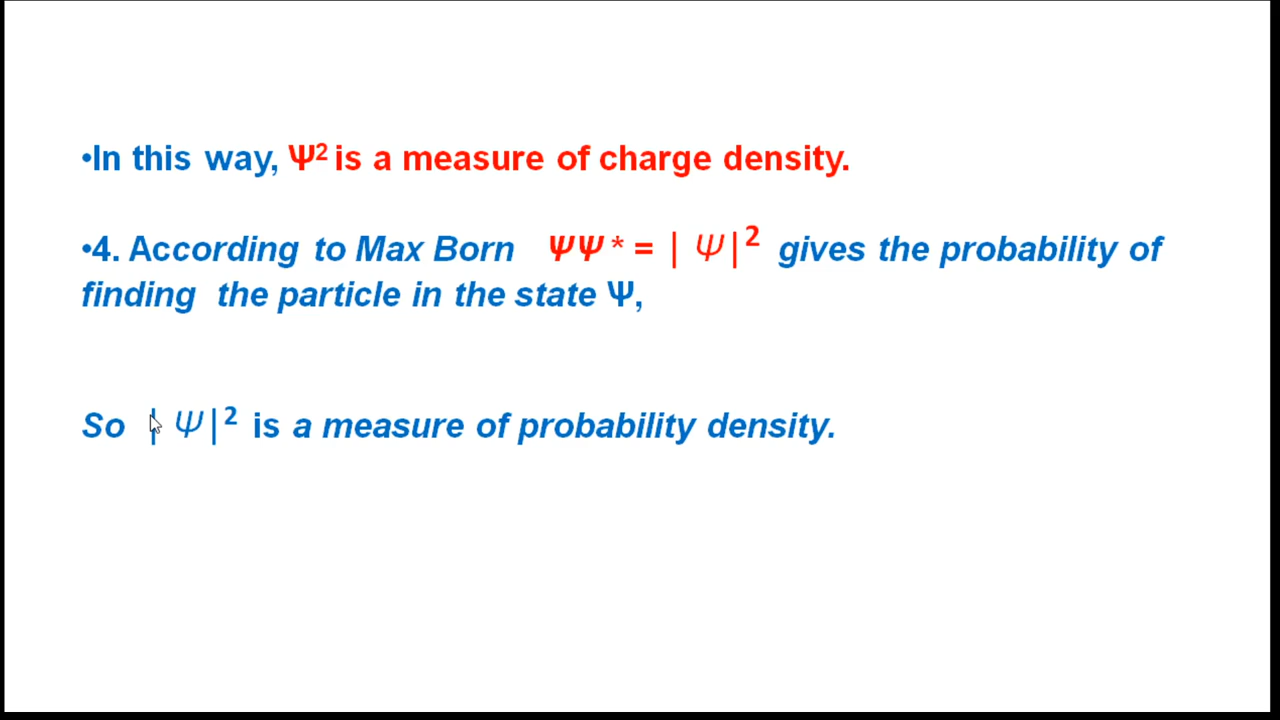 •In this way, Ψ² is a measure of charge density.
•4. According to Max Born ΨΨ* = | Ψ|² gives the probability of
finding the particle in the state Ψ,
So | Ψ|² is a measure of probability density.